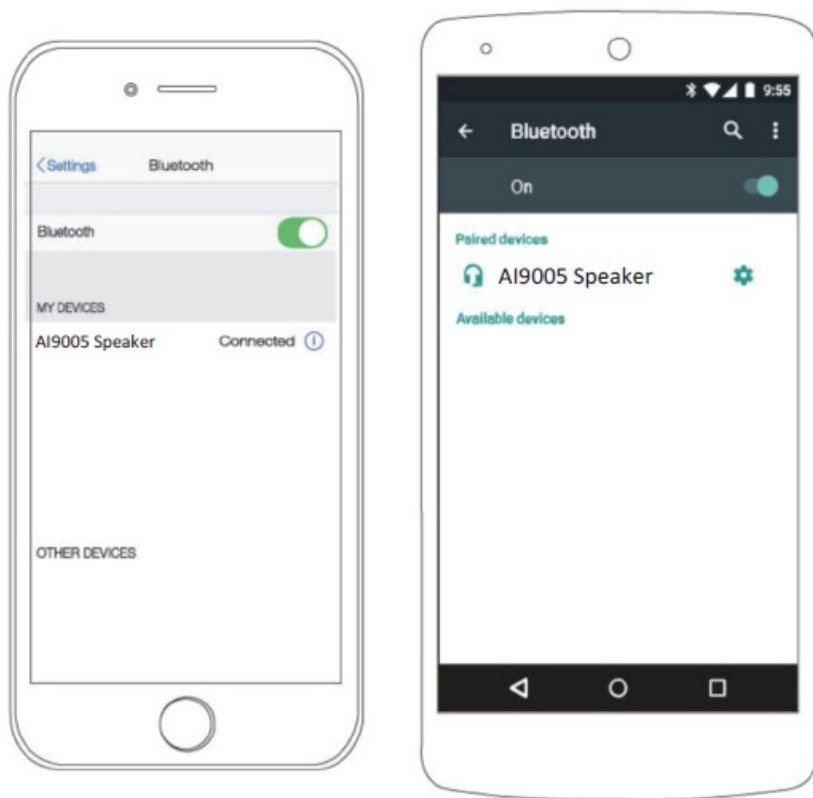 Settings Bluetooth
Bluetooth
MY DEVICES
AI9005 Speaker Connected
OTHER DEVICES
9:55
Bluetooth
On
Paired devices
AI9005 Speaker
Available devices